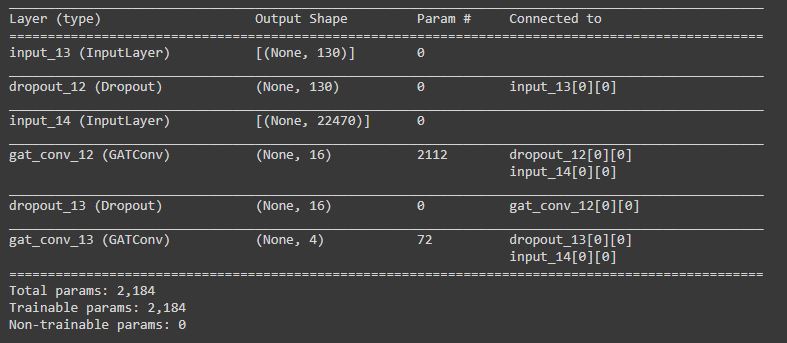 Layer (type) Output Shape Param # Connected to
input_13 (InputLayer) [(None, 130)] 0
dropout_12 (Dropout) (None, 130) 0 input_13[0][0]
input_14 (InputLayer) [(None, 22470)] 0
gat_conv_12 (GATConv) (None, 16) 2112 dropout_12[0][0]
input_14[0][0]
dropout_13 (Dropout) (None, 16) 0 gat_conv_12[0][0]
gat_conv_13 (GATConv) (None, 4) 72 dropout_13[0][0]
input_14[0][0]
Total params: 2,184
Trainable params: 2,184
Non-trainable params: 0